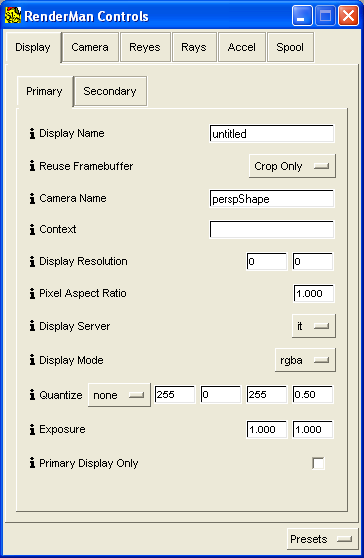 RenderMan Controls
Display Camera Reyes Rays Accel Spool
Primary Secondary
Display Name untitled
Reuse Framebuffer Crop Only
Camera Name perspShape
Context
Display Resolution 0 0
Pixel Aspect Ratio 1.000
Display Server it
Display Mode rgba
Quantize none 255 0 255 0.50
Exposure 1.000 1.000
Primary Display Only
Presets